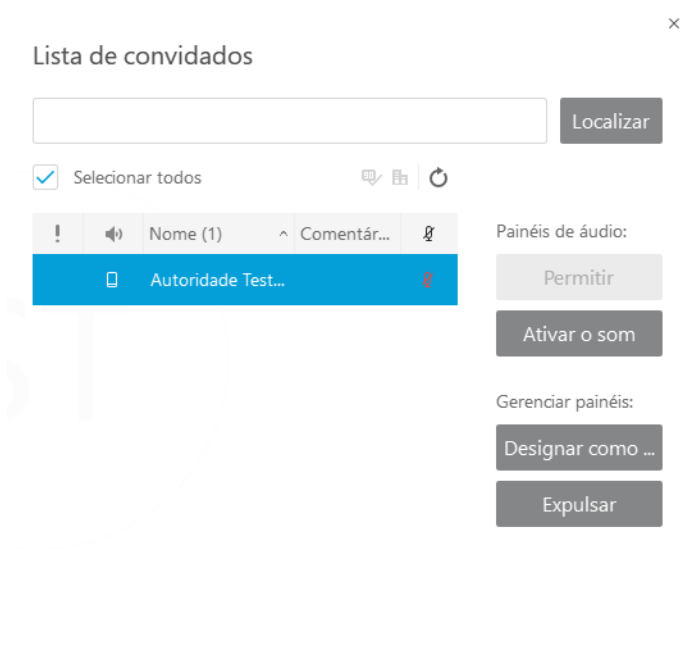 Lista de convidados
Localizar
Selecionar todos
! Nome (1) Comentár...
Autoridade Test...
Painéis de áudio:
Permitir
Ativar o som
Gerenciar painéis:
Designar como ...
Expulsar